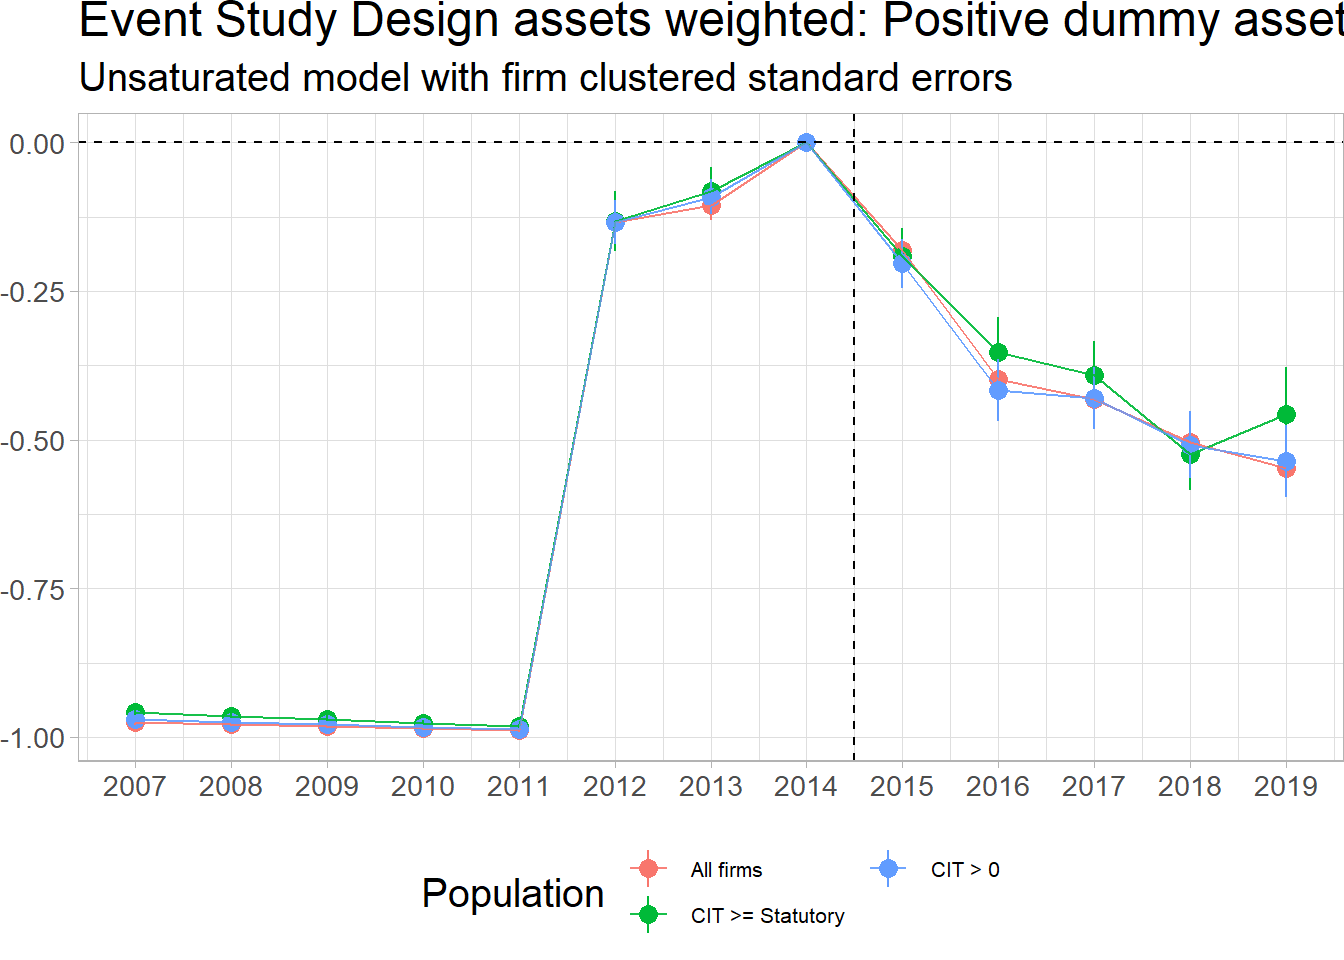 Event Study Design assets weighted: Positive dummy asset
Unsaturated model with firm clustered standard errors
0.00
-0.25
-0.50
-0.75
-1.00
2007 2008 2009 2010 2011 2012 2013 2014 2015 2016 2017 2018 2019
Population
All firms
CIT > 0
CIT >= Statutory